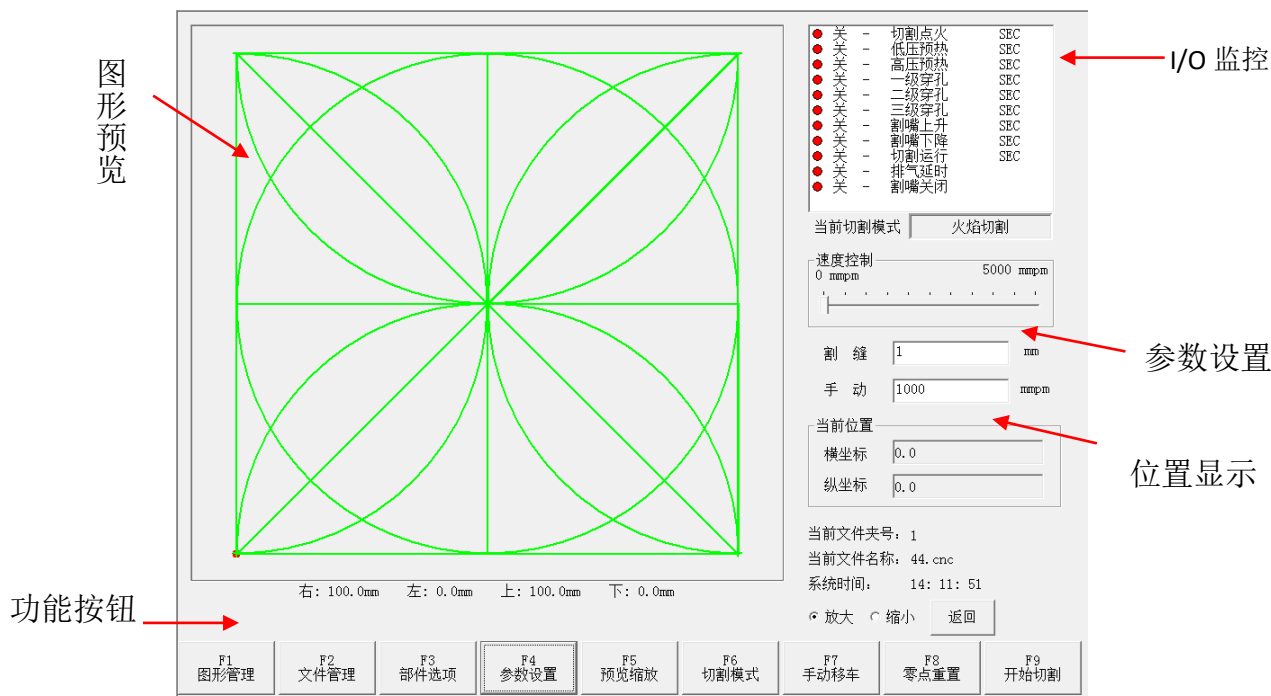 图形预览
● 关 - 切割点火 SEC
● 关 - 低压预热 SEC
● 关 - 高压预热 SEC
● 关 - 一级穿孔 SEC
● 关 - 二级穿孔 SEC
● 关 - 三级穿孔 SEC
● 关 - 割嘴上升 SEC
● 关 - 割嘴下降 SEC
● 关 - 切割运行 SEC
● 关 - 排气延时
● 关 - 割嘴关闭
I/O 监控
当前切割模式 火焰切割
速度控制
0 mmpm 5000 mmpm
割 缝 1 mm
参数设置
手 动 1000 mmpm
当前位置
横坐标 0.0
纵坐标 0.0
位置显示
当前文件夹号: 1
当前文件名称: 44.cnc
系统时间: 14: 11: 51
放大 缩小 返回
右: 100.0mm 左: 0.0mm 上: 100.0mm 下: 0.0mm
功能按钮
F1 图形管理
F2 文件管理
F3 部件选项
F4 参数设置
F5 预览缩放
F6 切割模式
F7 手动移车
F8 零点重置
F9 开始切割